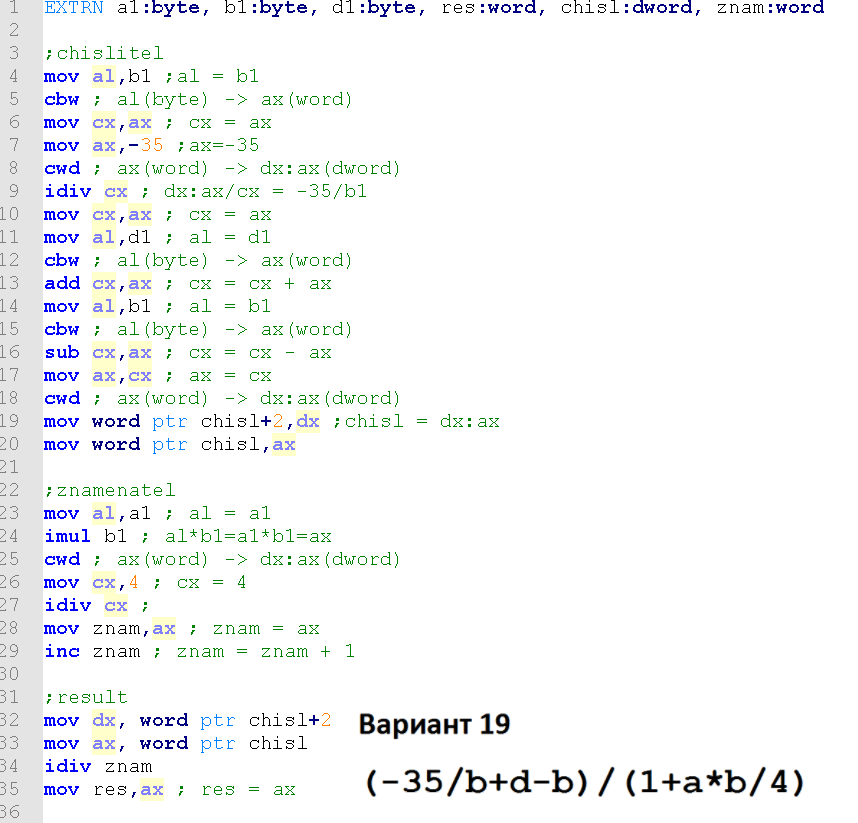 1 EXTRN a1:byte, b1:byte, d1:byte, res:word, chisl:dword, znam:word
2
3 ;chislitel
4 mov al,b1 ;al = b1
5 cbw ; al(byte) -> ax(word)
6 mov cx,ax ; cx = ax
7 mov ax,-35 ;ax=-35
8 cwd ; ax(word) -> dx:ax(dword)
9 idiv cx ; dx:ax/cx = -35/b1
10 mov cx,ax ; cx = ax
11 mov al,d1 ; al = d1
12 cbw ; al(byte) -> ax(word)
13 add cx,ax ; cx = cx + ax
14 mov al,b1 ; al = b1
15 cbw ; al(byte) -> ax(word)
16 sub cx,ax ; cx = cx - ax
17 mov ax,cx ; ax = cx
18 cwd ; ax(word) -> dx:ax(dword)
19 mov word ptr chisl+2,dx ;chisl = dx:ax
20 mov word ptr chisl,ax
21
22 ;znamenatel
23 mov al,a1 ; al = a1
24 imul b1 ; al*b1=a1*b1=ax
25 cwd ; ax(word) -> dx:ax(dword)
26 mov cx,4 ; cx = 4
27 idiv cx ;
28 mov znam,ax ; znam = ax
29 inc znam ; znam = znam + 1
30
31 ;result
32 mov dx, word ptr chisl+2
33 mov ax, word ptr chisl
34 idiv znam
35 mov res,ax ; res = ax
36
Вариант 19
(-35/b+d-b)/(1+a*b/4)